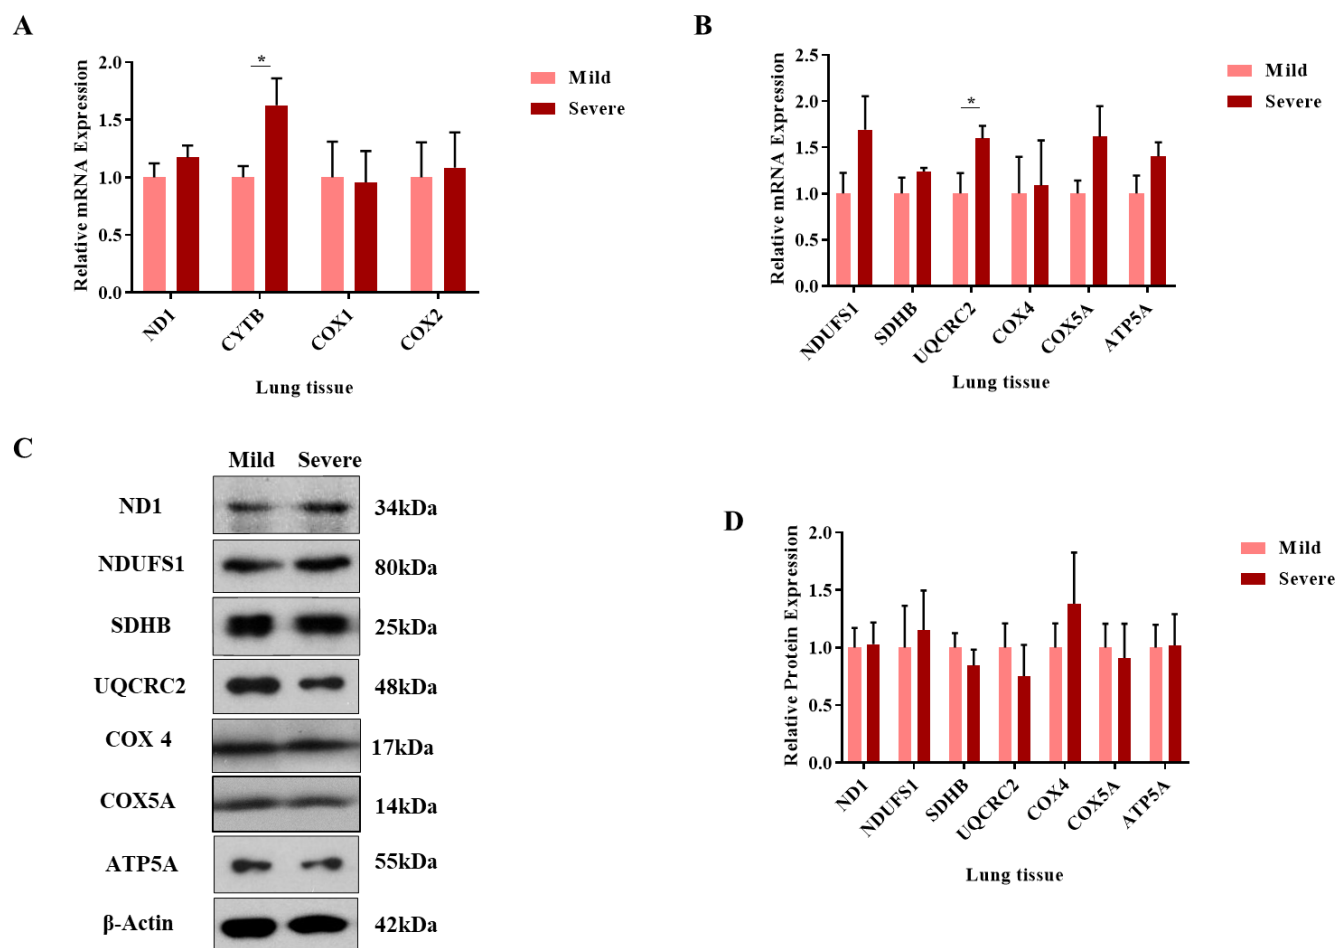 A
Relative mRNA Expression
2.0
1.5
1.0
0.5
0.0
*
Mild
Severe
ND1
CYTB
COX1
COX2
Lung tissue
B
Relative mRNA Expression
2.5
2.0
1.5
1.0
0.5
0.0
*
Mild
Severe
NDUFS1
SDHB
UQCRC2
COX4
COX5A
ATP5A
Lung tissue
C
Mild Severe
ND1 34kDa
NDUFS1 80kDa
SDHB 25kDa
UQCRC2 48kDa
COX 4 17kDa
COX5A 14kDa
ATP5A 55kDa
β-Actin 42kDa
D
Relative Protein Expression
2.0
1.5
1.0
0.5
0.0
Mild
Severe
ND1
NDUFS1
SDHB
UQCRC2
COX4
COX5A
ATP5A
Lung tissue